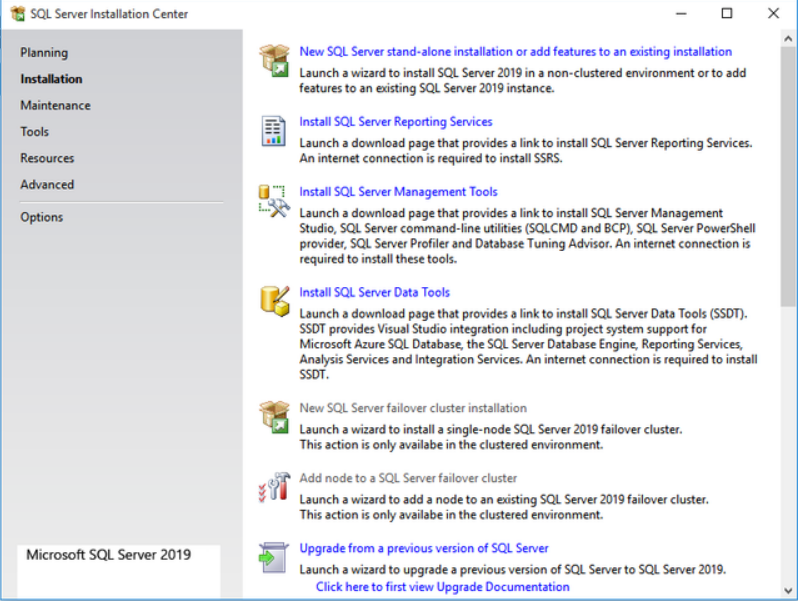 SQL Server Installation Center
Planning
Installation
Maintenance
Tools
Resources
Advanced
Options
Microsoft SQL Server 2019
New SQL Server stand-alone installation or add features to an existing installation
Launch a wizard to install SQL Server 2019 in a non-clustered environment or to add
features to an existing SQL Server 2019 instance.
Install SQL Server Reporting Services
Launch a download page that provides a link to install SQL Server Reporting Services.
An internet connection is required to install SSRS.
Install SQL Server Management Tools
Launch a download page that provides a link to install SQL Server Management
Studio, SQL Server command-line utilities (SQLCMD and BCP), SQL Server PowerShell
provider, SQL Server Profiler and Database Tuning Advisor. An internet connection is
required to install these tools.
Install SQL Server Data Tools
Launch a download page that provides a link to install SQL Server Data Tools (SSDT).
SSDT provides Visual Studio integration including project system support for
Microsoft Azure SQL Database, the SQL Server Database Engine, Reporting Services,
Analysis Services and Integration Services. An internet connection is required to install
SSDT.
New SQL Server failover cluster installation
Launch a wizard to install a single-node SQL Server 2019 failover cluster.
This action is only availabe in the clustered environment.
Add node to a SQL Server failover cluster
Launch a wizard to add a node to an existing SQL Server 2019 failover cluster.
This action is only availabe in the clustered environment.
Upgrade from a previous version of SQL Server
Launch a wizard to upgrade a previous version of SQL Server to SQL Server 2019.
Click here to first view Upgrade Documentation